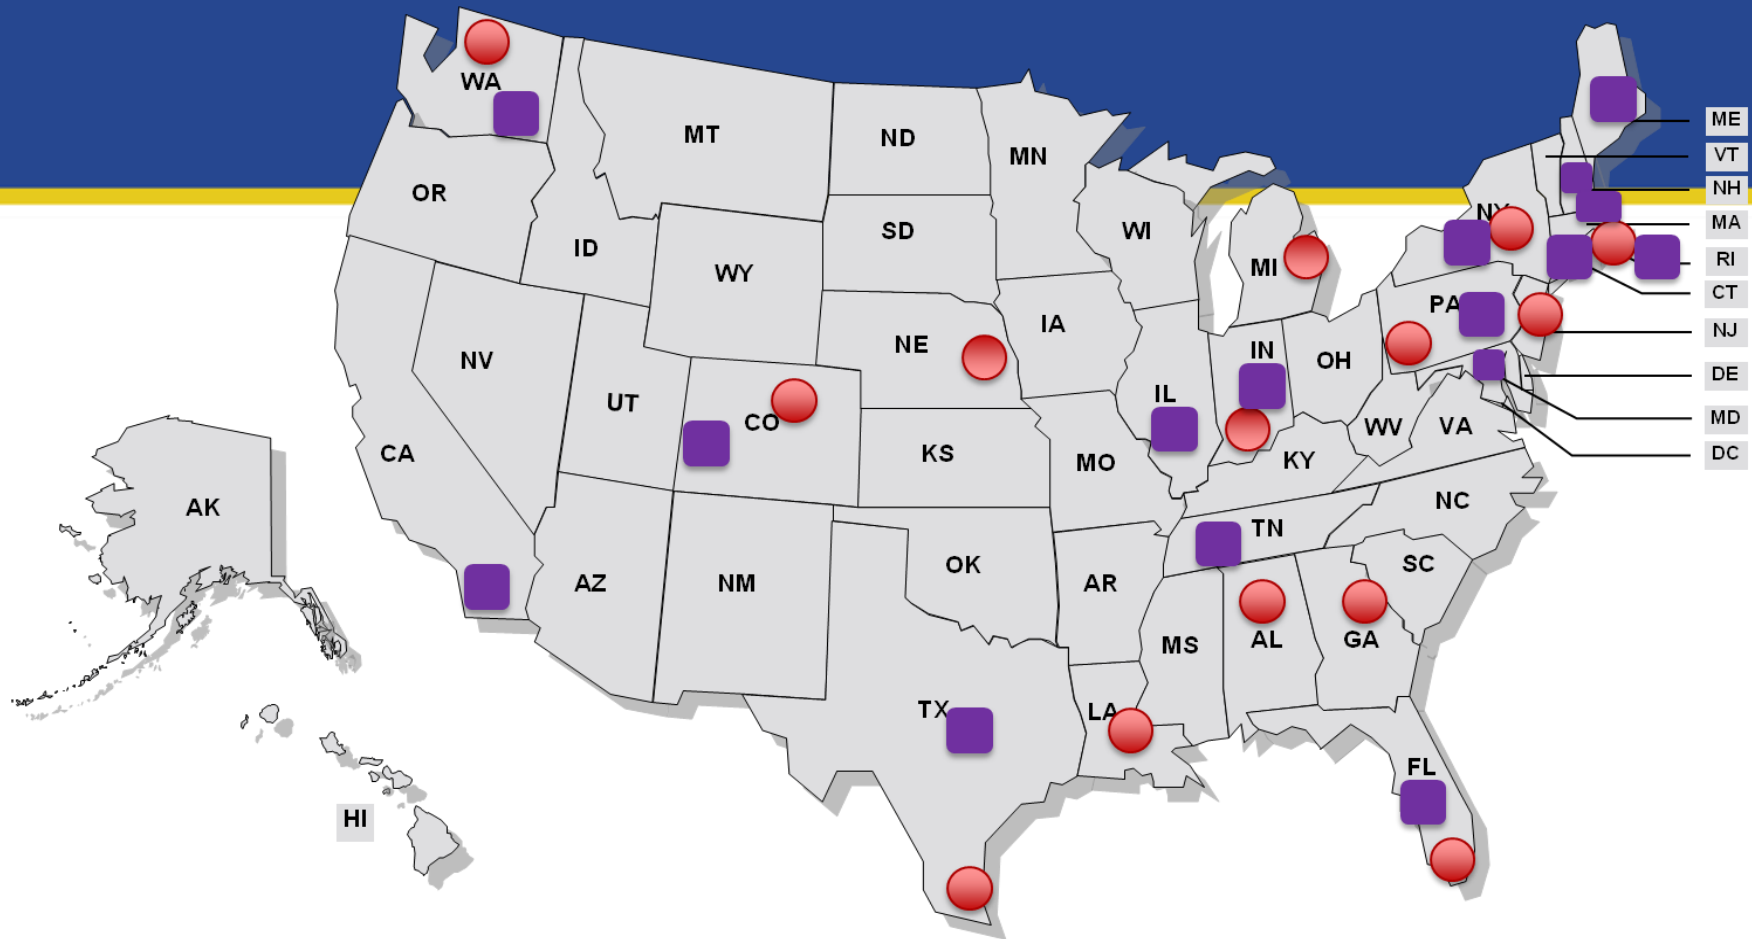 WA
ME
MT
ND
MN
VT
OR
NH
NY
MA
SD
WI
ID
MI
RI
WY
CT
PA
IA
NJ
NE
IN
NV
OH
DE
UT
IL
CO
MD
WV
VA
CA
KS
DC
MO
KY
AK
NC
TN
OK
SC
AZ
NM
AR
MS
AL
GA
TX
LA
FL
HI